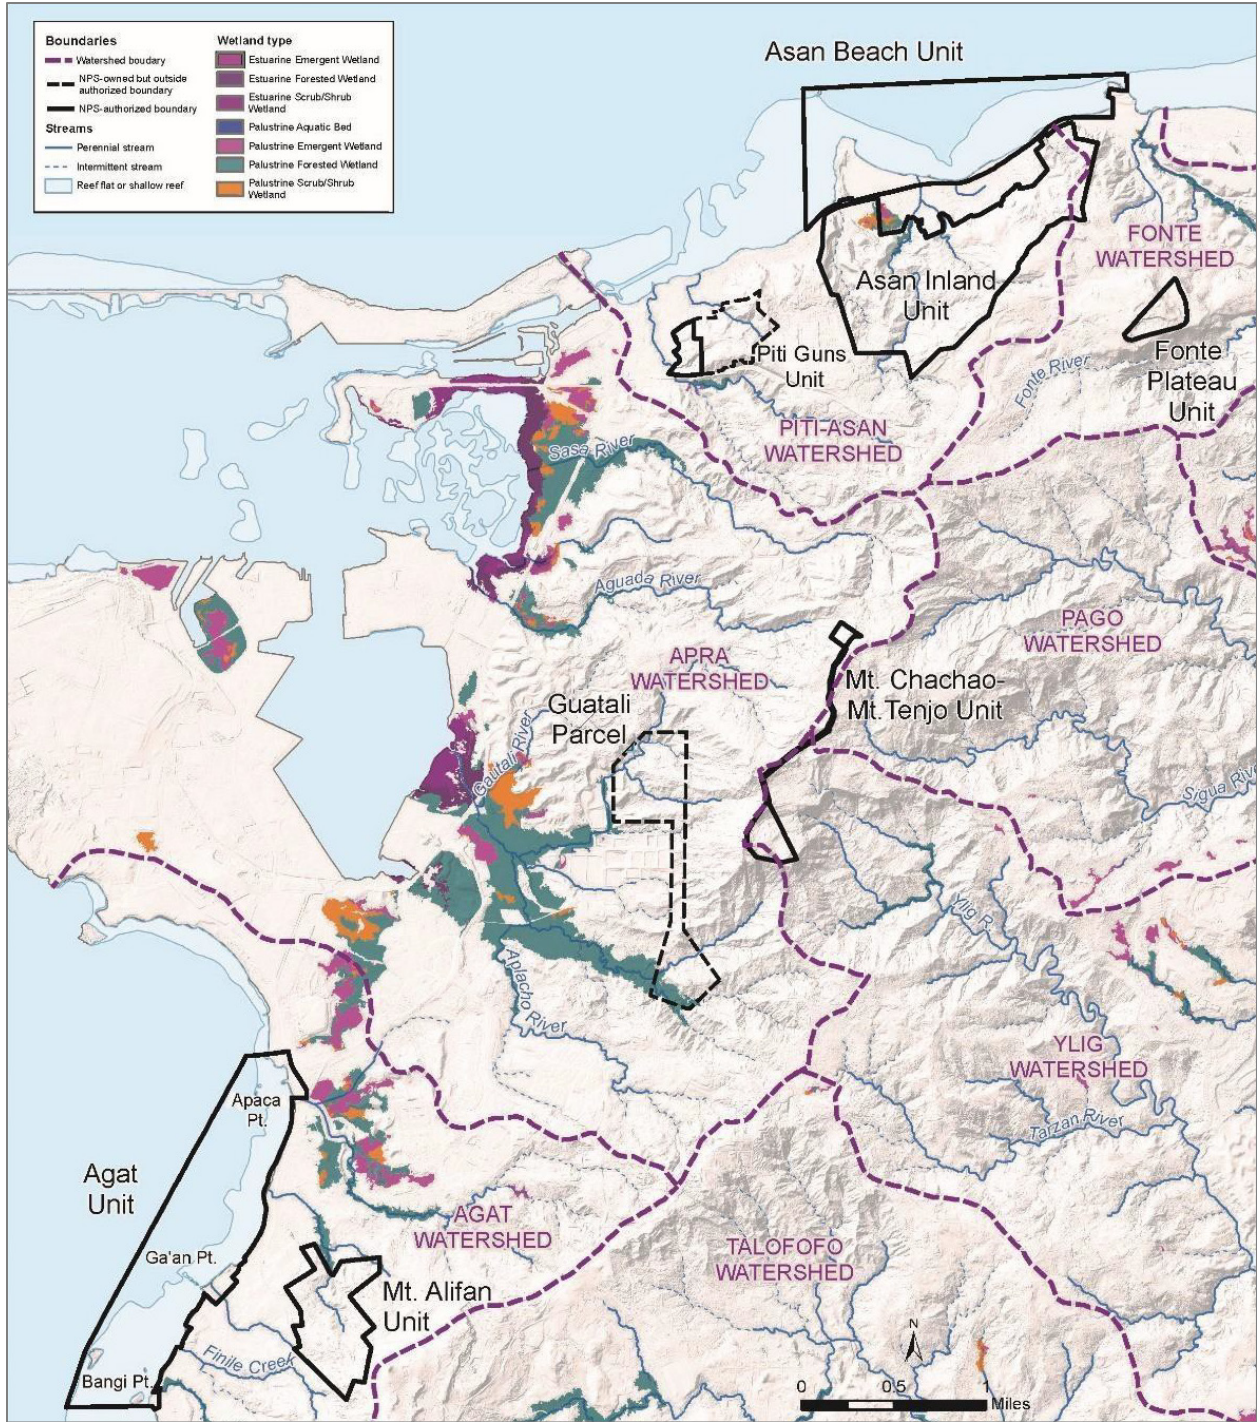 Boundaries
Watershed boudary
NPS-owned but outside
authorized boundary
NPS-authorized boundary
Streams
Perennial stream
Intermittent stream
Reef flat or shallow reef
Wetland type
Estuarine Emergent Wetland
Estuarine Forested Wetland
Estuarine Scrub/Shrub
Wetland
Palustrine Aquatic Bed
Palustrine Emergent Wetland
Palustrine Forested Wetland
Palustrine Scrub/Shrub
Wetland
Asan Beach Unit
FONTE
WATERSHED
Asan Inland
Unit
Piti Guns
Unit
Fonte River
Fonte
Plateau
Unit
PITI-ASAN
WATERSHED
Sasa River
Aguada River
PAGO
WATERSHED
APRA
WATERSHED
Mt. Chachao-
Mt.Tenjo Unit
Guatali
Parcel
Gautali River
Sigua River
Ylig R.
Aplacho River
YLIG
WATERSHED
Tarzan River
Apaca
Pt.
Agat
Unit
AGAT
WATERSHED
TALOFOFO
WATERSHED
Ga'an Pt.
Mt. Alifan
Unit
Finile Creek
Bangi Pt.
N
0 0.5 1
Miles